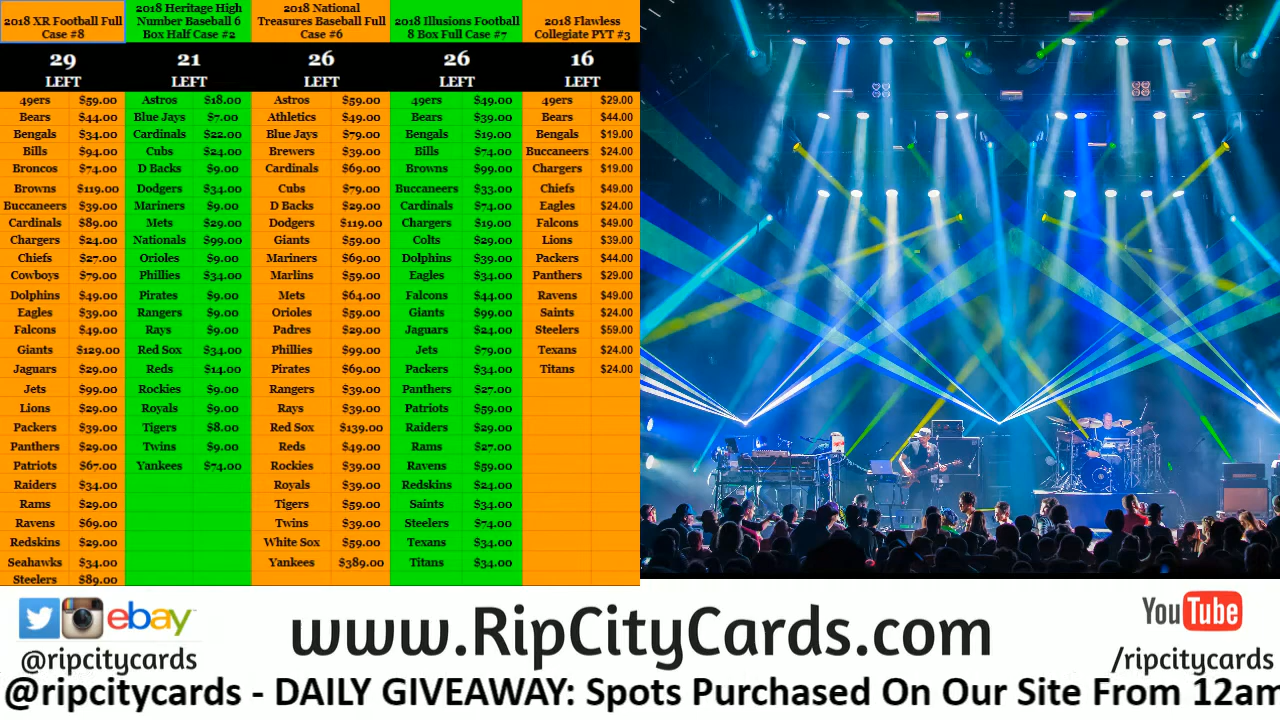 2018 XR Football Full
Case #8
29
LEFT
49ers $59.00
Bears $44.00
Bengals $34.00
Bills $94.00
Broncos $74.00
Browns $119.00
Buccaneers $39.00
Cardinals $89.00
Chargers $24.00
Chiefs $27.00
Cowboys $79.00
Dolphins $49.00
Eagles $39.00
Falcons $49.00
Giants $129.00
Jaguars $29.00
Jets $99.00
Lions $29.00
Packers $39.00
Panthers $29.00
Patriots $67.00
Raiders $34.00
Rams $29.00
Ravens $69.00
Redskins $29.00
Seahawks $34.00
Steelers $89.00
2018 Heritage High
Number Baseball 6
Box Half Case #2
21
LEFT
Astros $18.00
Blue Jays $7.00
Cardinals $22.00
Cubs $24.00
D Backs $9.00
Dodgers $34.00
Mariners $9.00
Mets $29.00
Nationals $99.00
Orioles $9.00
Phillies $34.00
Pirates $9.00
Rangers $9.00
Rays $9.00
Red Sox $34.00
Reds $14.00
Rockies $9.00
Royals $9.00
Tigers $8.00
Twins $9.00
Yankees $74.00
2018 National
Treasures Baseball Full
Case #6
26
LEFT
Astros $59.00
Athletics $49.00
Blue Jays $79.00
Brewers $39.00
Cardinals $69.00
Cubs $79.00
D Backs $29.00
Dodgers $119.00
Giants $59.00
Mariners $69.00
Marlins $59.00
Mets $64.00
Orioles $59.00
Padres $29.00
Phillies $99.00
Pirates $69.00
Rangers $39.00
Rays $39.00
Red Sox $139.00
Reds $49.00
Rockies $39.00
Royals $39.00
Tigers $59.00
Twins $39.00
White Sox $59.00
Yankees $389.00
2018 Illusions Football
8 Box Full Case #7
26
LEFT
49ers $49.00
Bears $39.00
Bengals $19.00
Bills $74.00
Browns $99.00
Buccaneers $33.00
Cardinals $74.00
Chargers $19.00
Colts $29.00
Dolphins $39.00
Eagles $34.00
Falcons $44.00
Giants $99.00
Jaguars $24.00
Jets $79.00
Packers $34.00
Panthers $27.00
Patriots $59.00
Raiders $29.00
Rams $27.00
Ravens $59.00
Redskins $24.00
Saints $34.00
Steelers $74.00
Texans $34.00
Titans $34.00
2018 Flawless
Collegiate PYT #3
16
LEFT
49ers $29.00
Bears $44.00
Bengals $19.00
Buccaneers $24.00
Chargers $19.00
Chiefs $49.00
Eagles $24.00
Falcons $49.00
Lions $39.00
Packers $44.00
Panthers $29.00
Ravens $49.00
Saints $24.00
Steelers $59.00
Texans $24.00
Titans $24.00
ebay
@ripcitycards
www.RipCityCards.com
YouTube
/ripcitycards
@ripcitycards - DAILY GIVEAWAY: Spots Purchased On Our Site From 12am